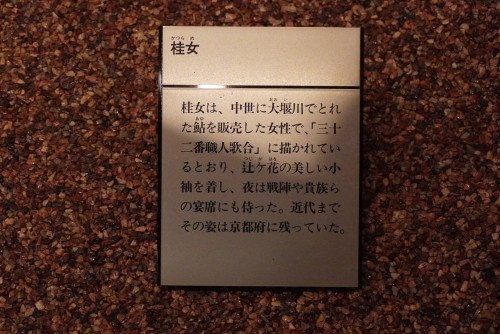 かつら め
桂女
桂女は、中世に大堰川でとれ
た鮎を販売した女性で、「三十
二番職人歌合」に描かれてい
るとおり、辻ケ花の美しい小
袖を着し、夜は戦陣や貴族ら
の宴席にも侍った。近代まで
その姿は京都府に残っていた。